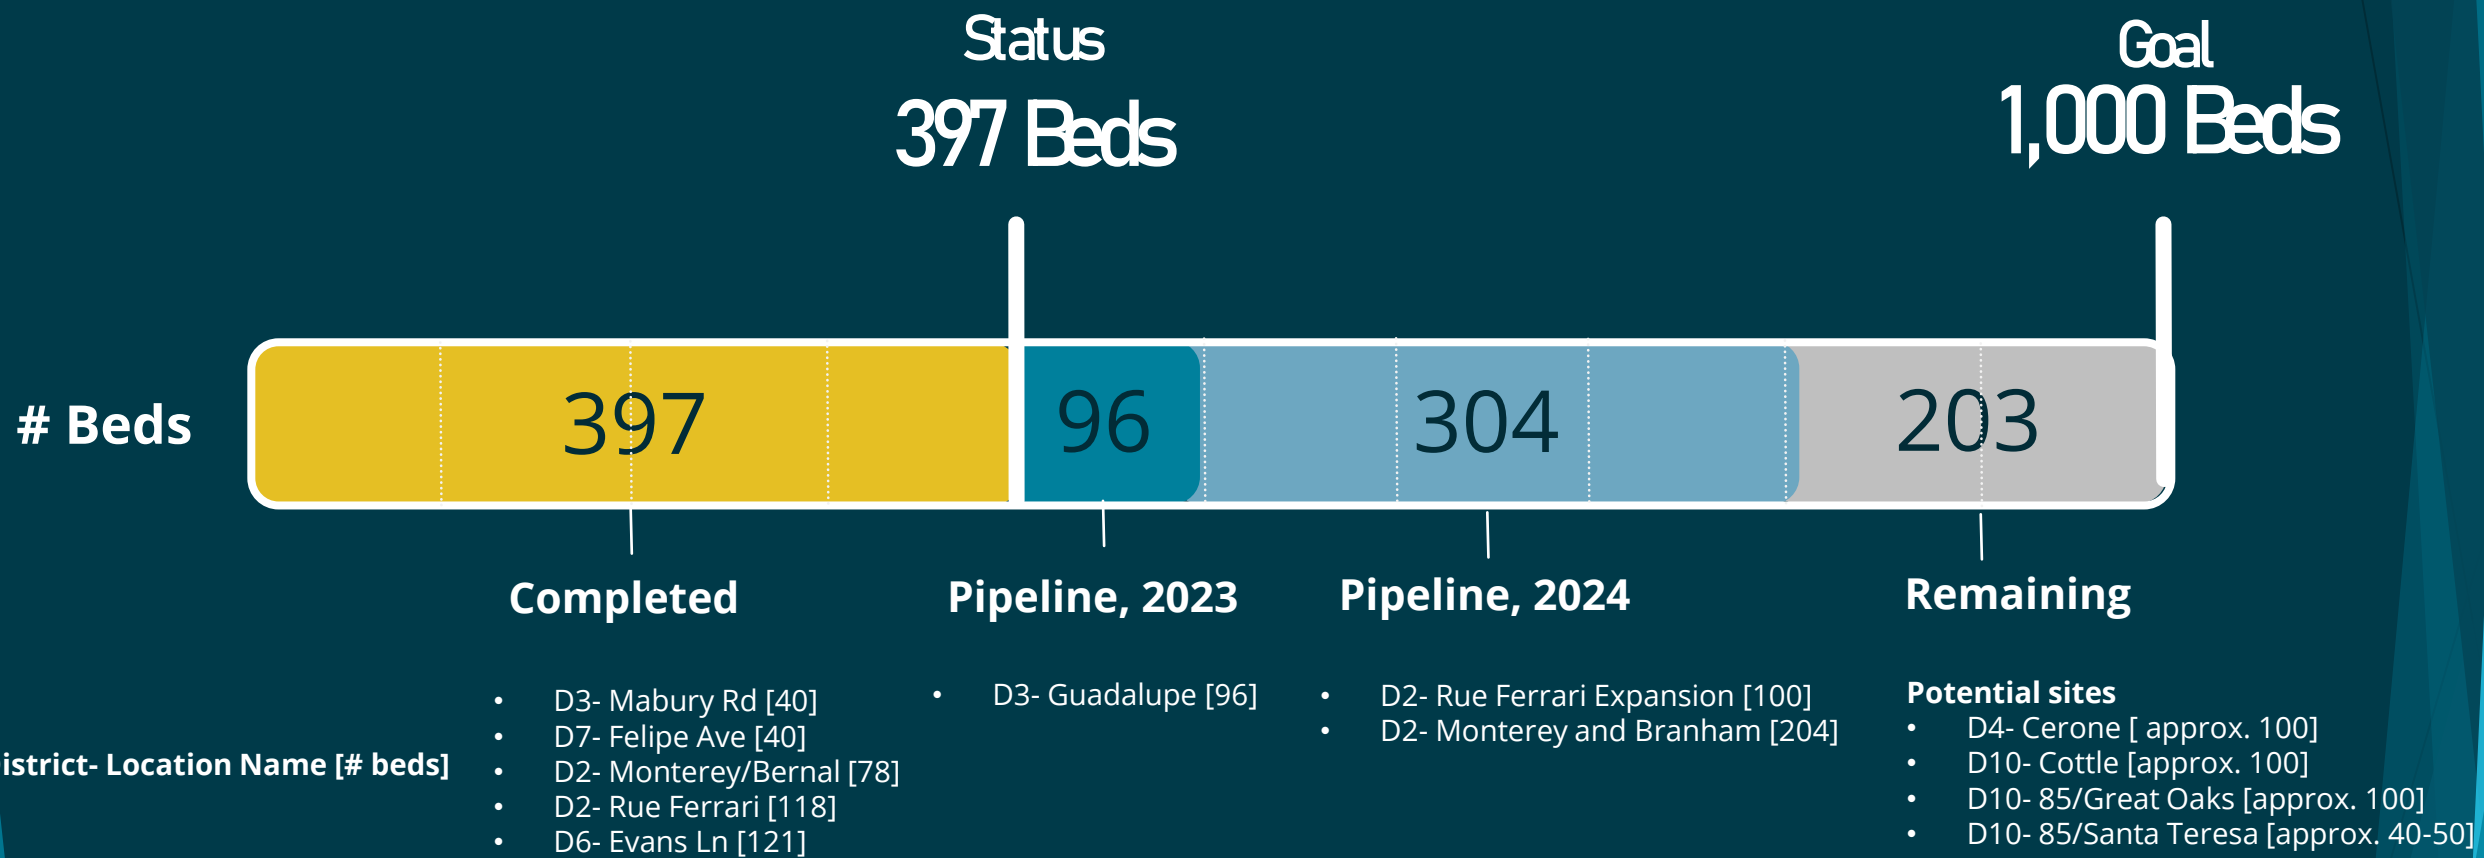 Status
397 Beds
Goal
1,000 Beds
# Beds
397
96
304
203
Completed
Pipeline, 2023
Pipeline, 2024
Remaining
istrict- Location Name [# beds]
• D3- Mabury Rd [40]
• D7- Felipe Ave [40]
• D2- Monterey/Bernal [78]
• D2- Rue Ferrari [118]
• D6- Evans Ln [121]
• D3- Guadalupe [96]
• D2- Rue Ferrari Expansion [100]
• D2- Monterey and Branham [204]
Potential sites
• D4- Cerone [ approx. 100]
• D10- Cottle [approx. 100]
• D10- 85/Great Oaks [approx. 100]
• D10- 85/Santa Teresa [approx. 40-50]